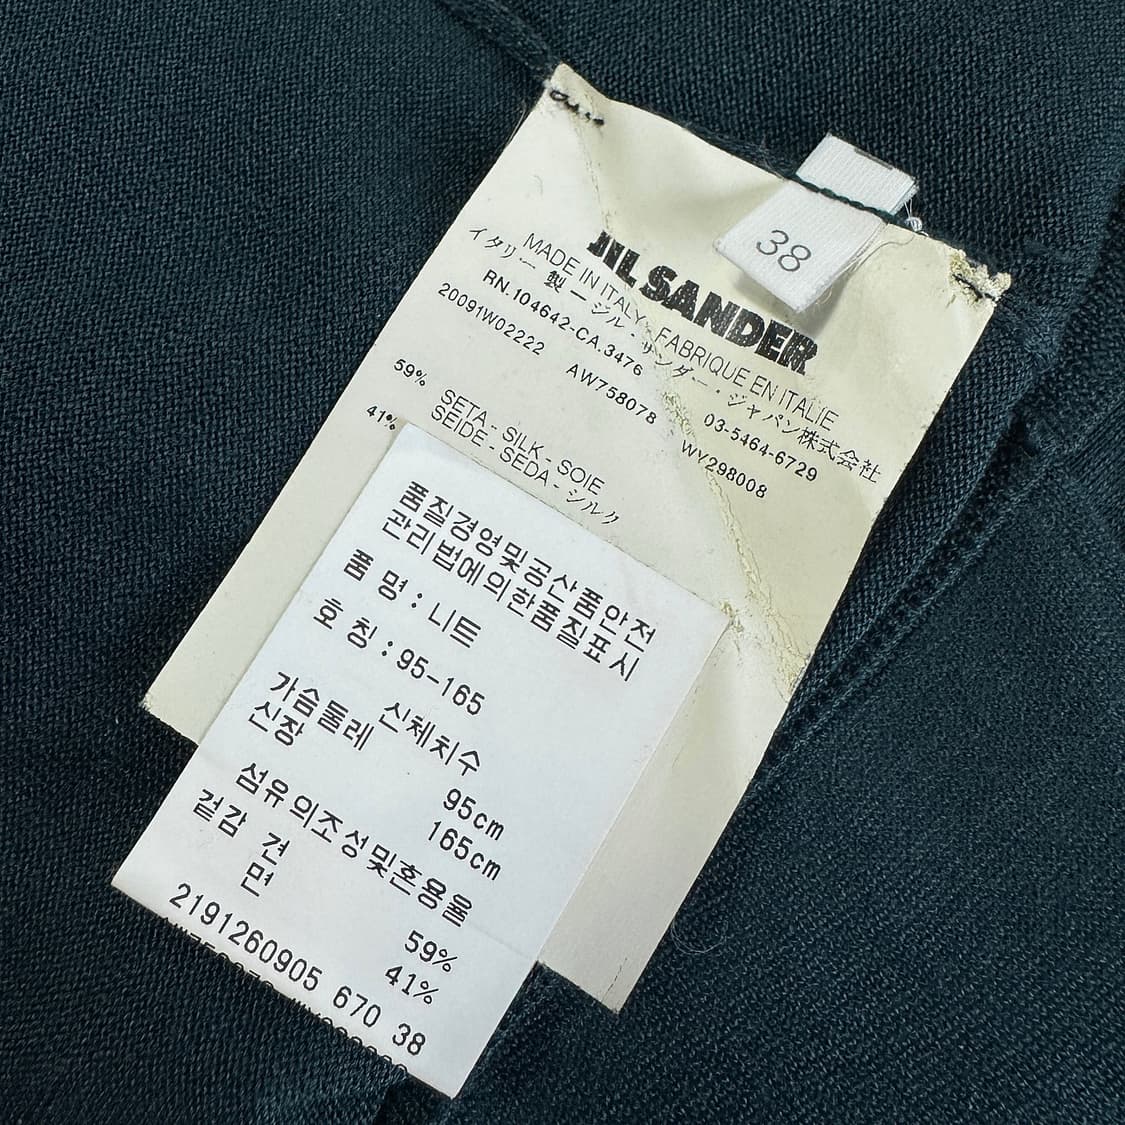 38
JIL SANDER
MADE IN ITALY - FABRIQUE EN ITALIE
イタリー製 - ジル・サンダー・ジャパン株式会社
RN.104642-CA.3476 03-5464-6729
20091W02222 AW758078 WV298008
59% SETA - SILK - SOIE
SEIDE - SEDA - シルク
41%
품질경영및공산품안전
관리법에의한품질표시
품 명 : 니트
호 칭 : 95-165
신체치수
가슴둘레 95cm
신장 165cm
섬유의조성및혼용율
겉감 견 59%
면 41%
2191260905 670 38